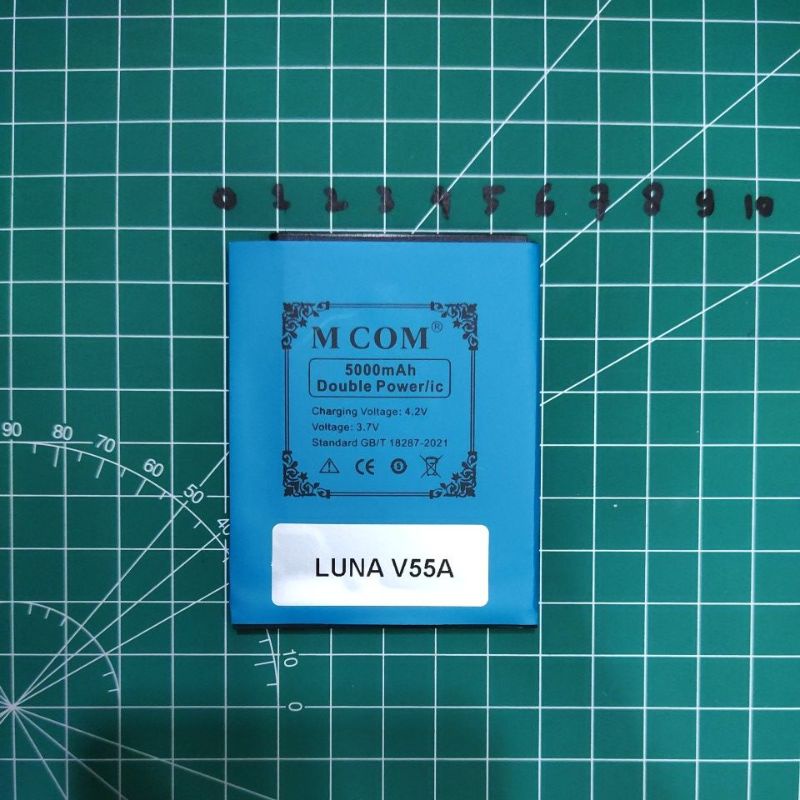 0 1 2 3 4 5 6 7 8 9 10
M COM®
5000mAh
Double Power/ic
Charging Voltage: 4.2V
Voltage: 3.7V
Standard GB/T 18287-2021
CE
LUNA V55A
90 80 70 60 50 40
10
0